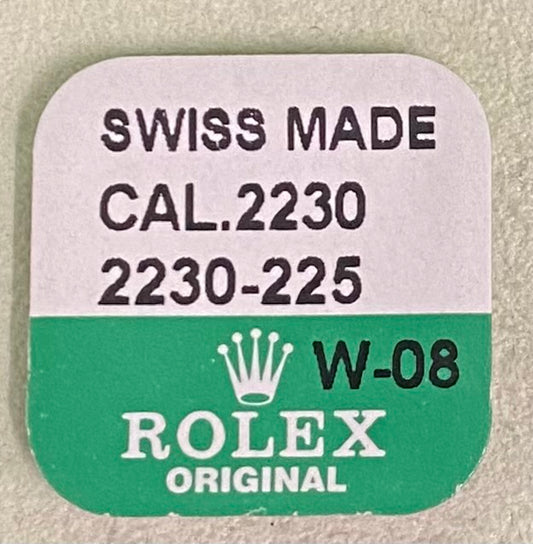 SWISS MADE
CAL.2230
2230-225
W-08
ROLEX
ORIGINAL